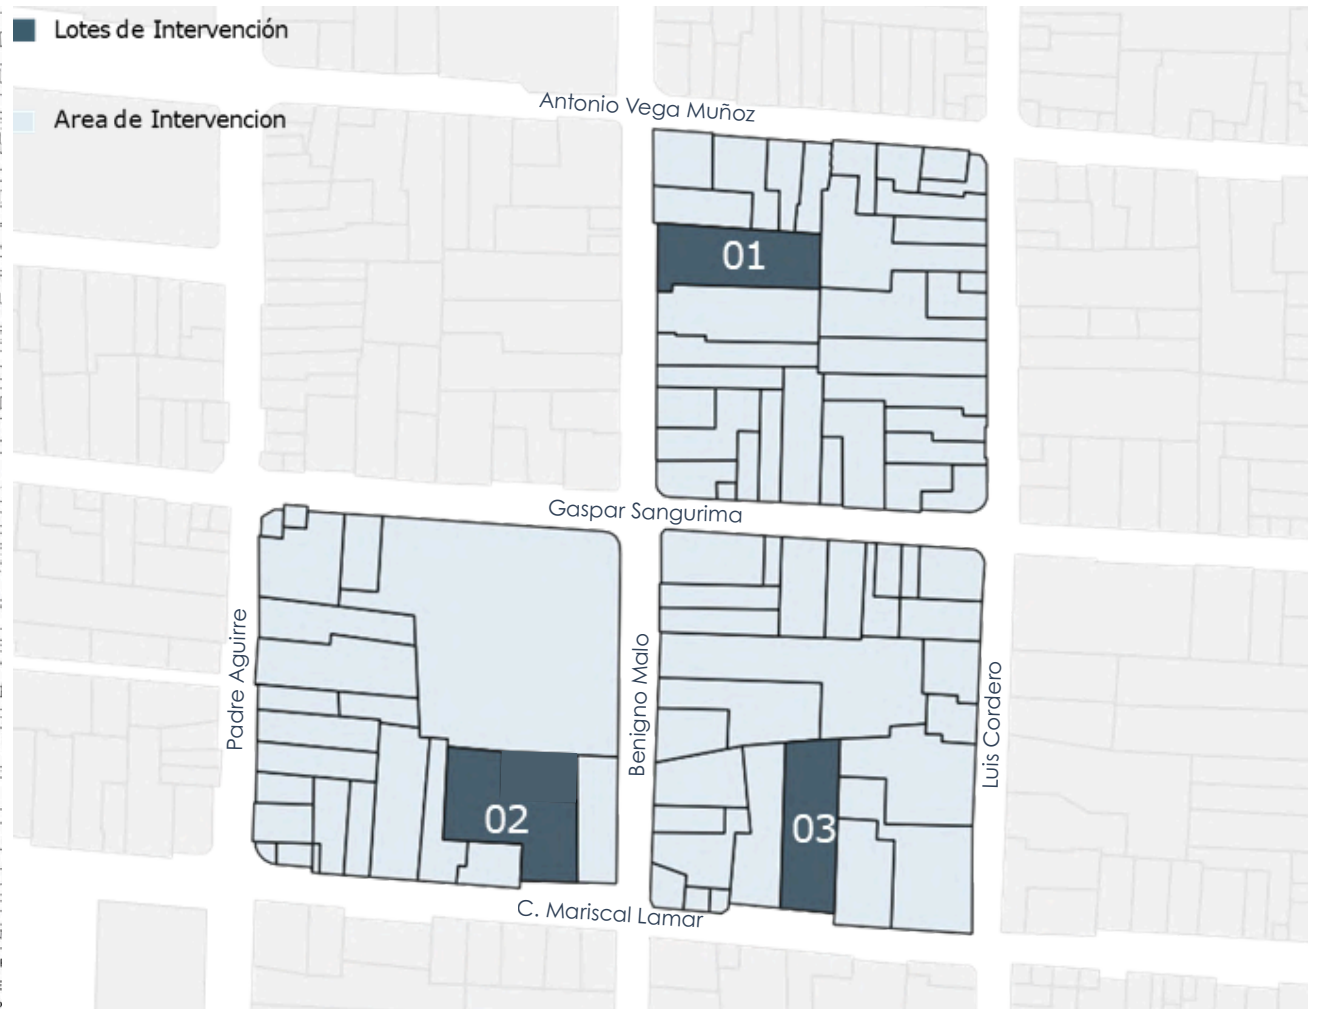 Lotes de Intervención
Area de Intervencion
Antonio Vega Muñoz
01
Gaspar Sangurima
Padre Aguirre
Benigno Malo
Luis Cordero
02
03
C. Mariscal Lamar